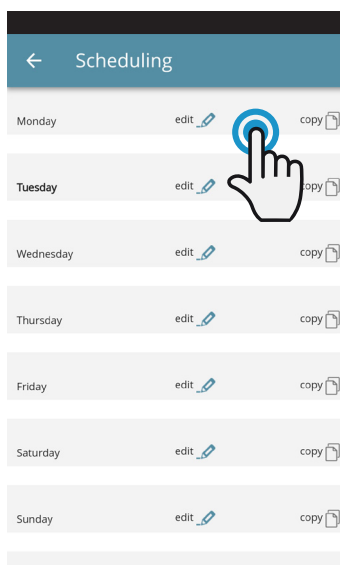 Scheduling
Monday edit copy
Tuesday edit copy
Wednesday edit copy
Thursday edit copy
Friday edit copy
Saturday edit copy
Sunday edit copy